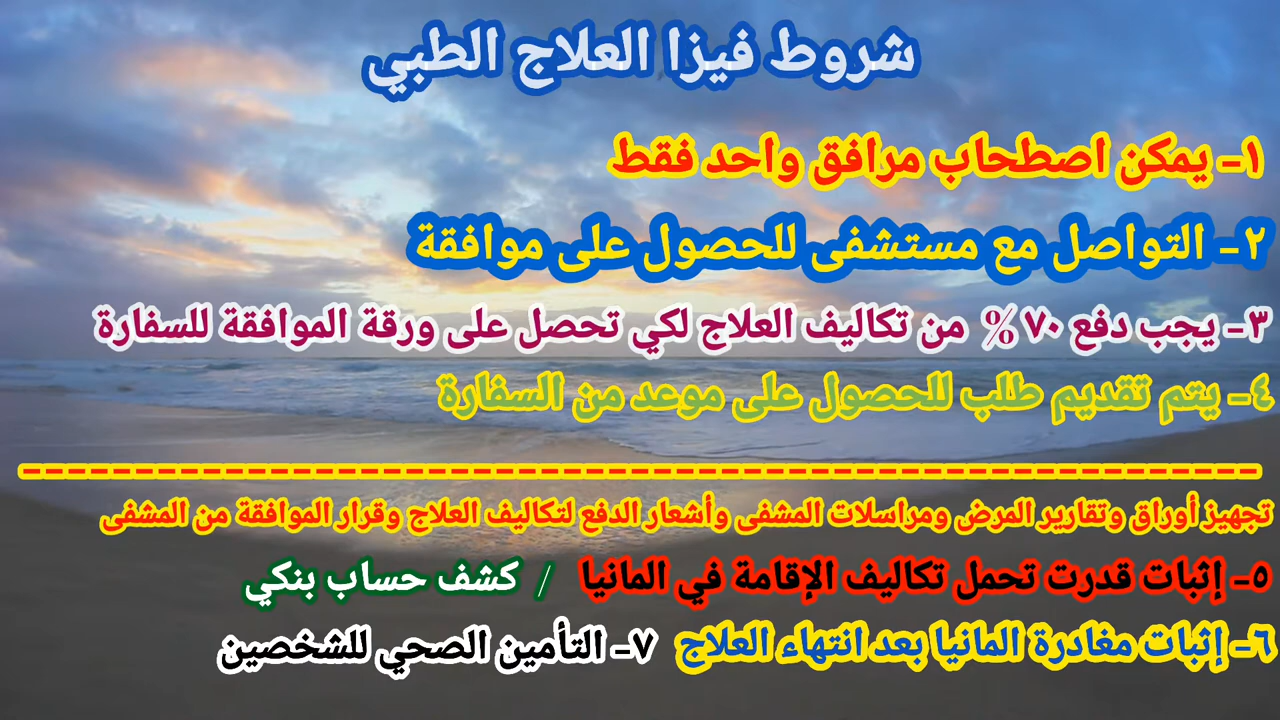 شروط فيزا العلاج الطبي
١- يمكن اصطحاب مرافق واحد فقط
٢- التواصل مع مستشفى للحصول على موافقة
٣- يجب دفع ٧٠% من تكاليف العلاج لكي تحصل على ورقة الموافقة للسفارة
٤- يتم تقديم طلب للحصول على موعد من السفارة
تجهيز أوراق وتقارير المرض ومراسلات المشفى وأشعار الدفع لتكاليف العلاج وقرار الموافقة من المشفى
٥- إثبات قدرت تحمل تكاليف الإقامة في المانيا / كشف حساب بنكي
٦- إثبات مغادرة المانيا بعد انتهاء العلاج ٧- التأمين الصحي للشخصين